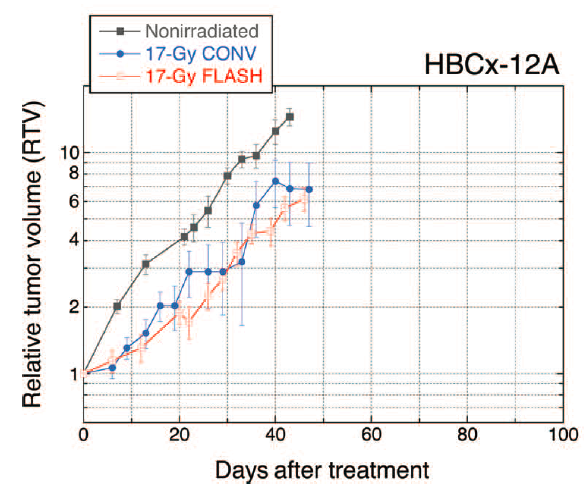 Nonirradiated
17-Gy CONV
17-Gy FLASH
HBCx-12A
Relative tumor volume (RTV)
10
8
6
4
2
1
0 20 40 60 80 100
Days after treatment